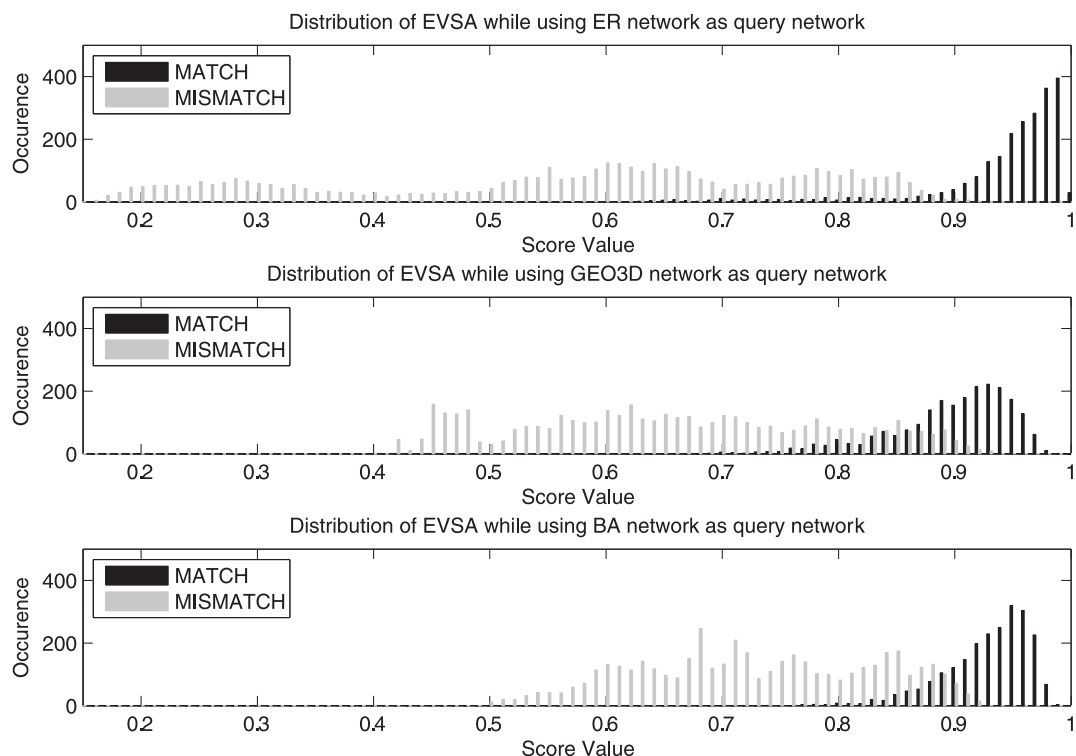 Distribution of EVSA while using ER network as query network
Occurence
400
200
0
MATCH
MISMATCH
0.2 0.3 0.4 0.5 0.6 0.7 0.8 0.9 1
Score Value
Distribution of EVSA while using GEO3D network as query network
Occurence
400
200
0
MATCH
MISMATCH
0.2 0.3 0.4 0.5 0.6 0.7 0.8 0.9 1
Score Value
Distribution of EVSA while using BA network as query network
Occurence
400
200
0
MATCH
MISMATCH
0.2 0.3 0.4 0.5 0.6 0.7 0.8 0.9 1
Score Value